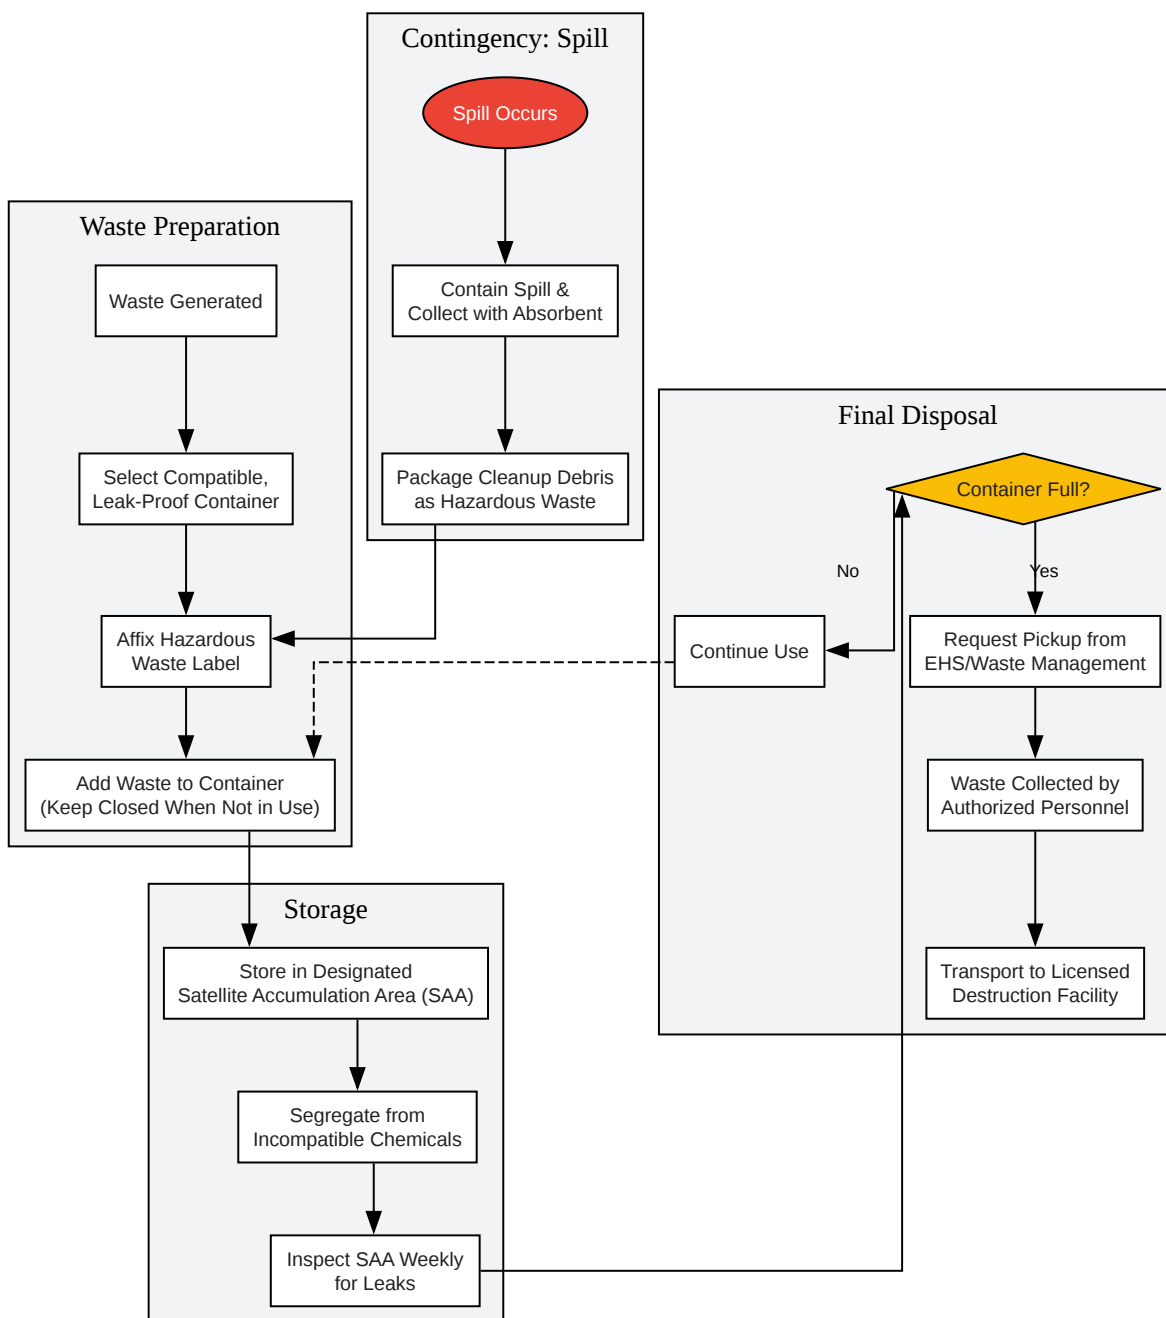 Contingency: Spill
Spill Occurs
Contain Spill &
Collect with Absorbent
Package Cleanup Debris
as Hazardous Waste
Waste Preparation
Waste Generated
Select Compatible,
Leak-Proof Container
Affix Hazardous
Waste Label
Add Waste to Container
(Keep Closed When Not in Use)
Storage
Store in Designated
Satellite Accumulation Area (SAA)
Segregate from
Incompatible Chemicals
Inspect SAA Weekly
for Leaks
Final Disposal
Container Full?
No
Yes
Continue Use
Request Pickup from
EHS/Waste Management
Waste Collected by
Authorized Personnel
Transport to Licensed
Destruction Facility